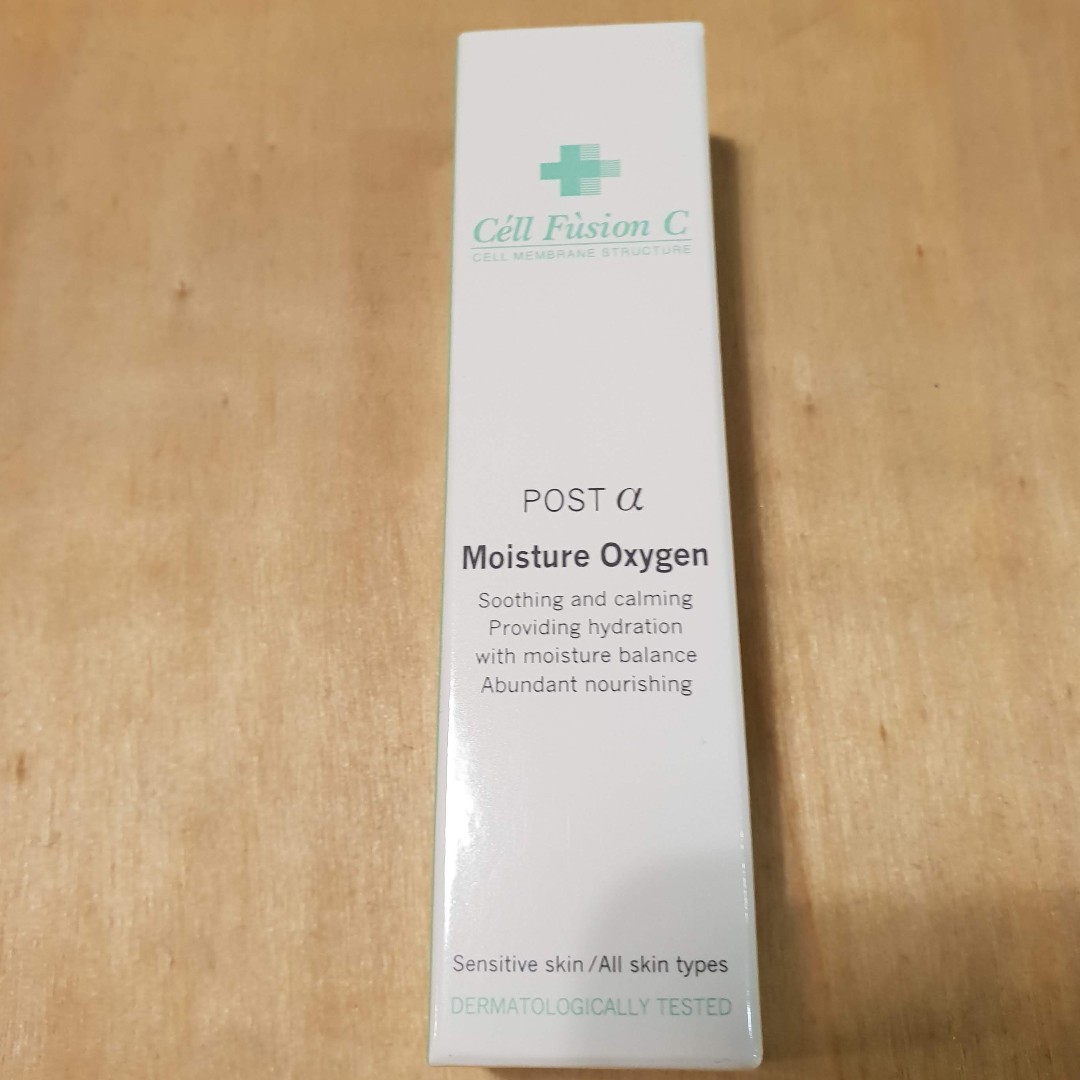 Céll Fùsion C
CELL MEMBRANE STRUCTURE
POST α
Moisture Oxygen
Soothing and calming
Providing hydration
with moisture balance
Abundant nourishing
Sensitive skin/All skin types
DERMATOLOGICALLY TESTED